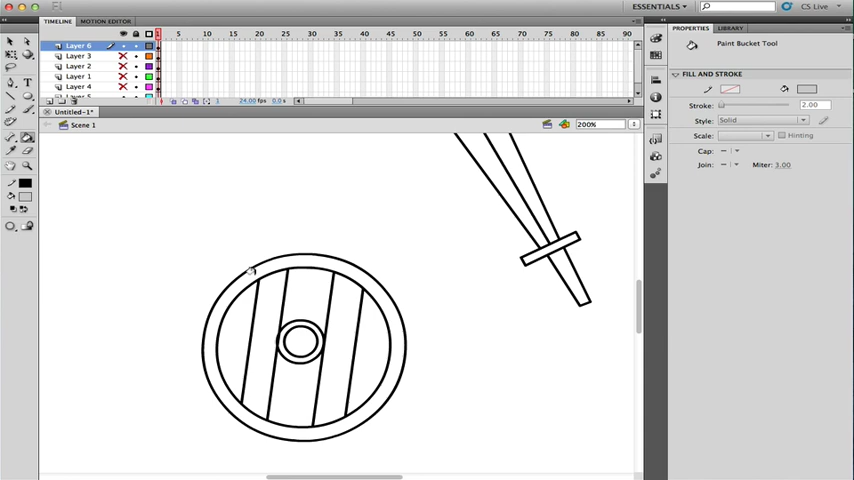 ESSENTIALS
CS Live
TIMELINE MOTION EDITOR
PROPERTIES LIBRARY
1 5 10 15 20 25 30 35 40 45 50 55 60 65 70 75 80 85 90
Layer 6
Layer 3
Layer 2
Layer 1
Layer 4
1 24.00 fps 0.0 s
Untitled-1*
Scene 1
200%
Paint Bucket Tool
FILL AND STROKE
Stroke: 2.00
Style: Solid
Scale: Hinting
Cap:
Join: Miter: 3.00